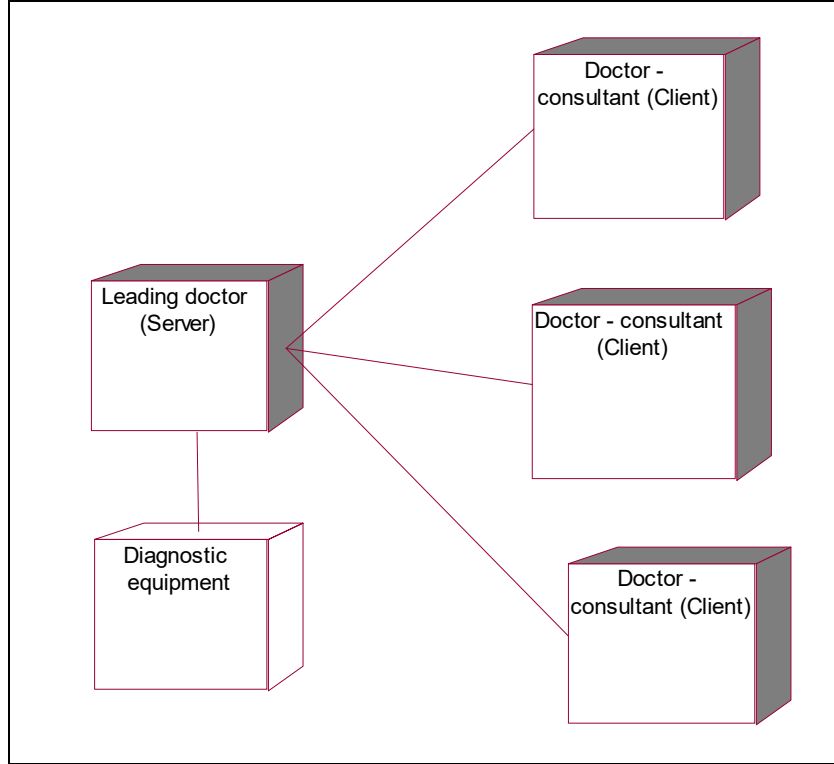 Doctor -
consultant (Client)
Leading doctor
(Server)
Doctor - consultant
(Client)
Diagnostic
equipment
Doctor -
consultant (Client)